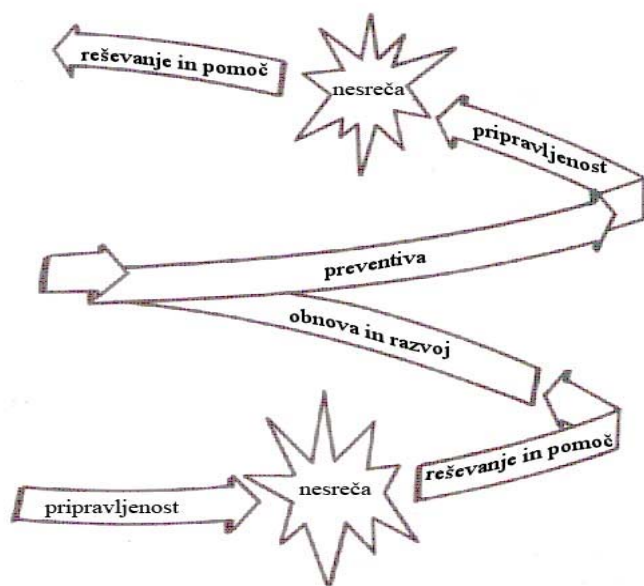 reševanje in pomoč
nesreča
pripravljenost
preventiva
obnova in razvoj
reševanje in pomoč
nesreča
pripravljenost